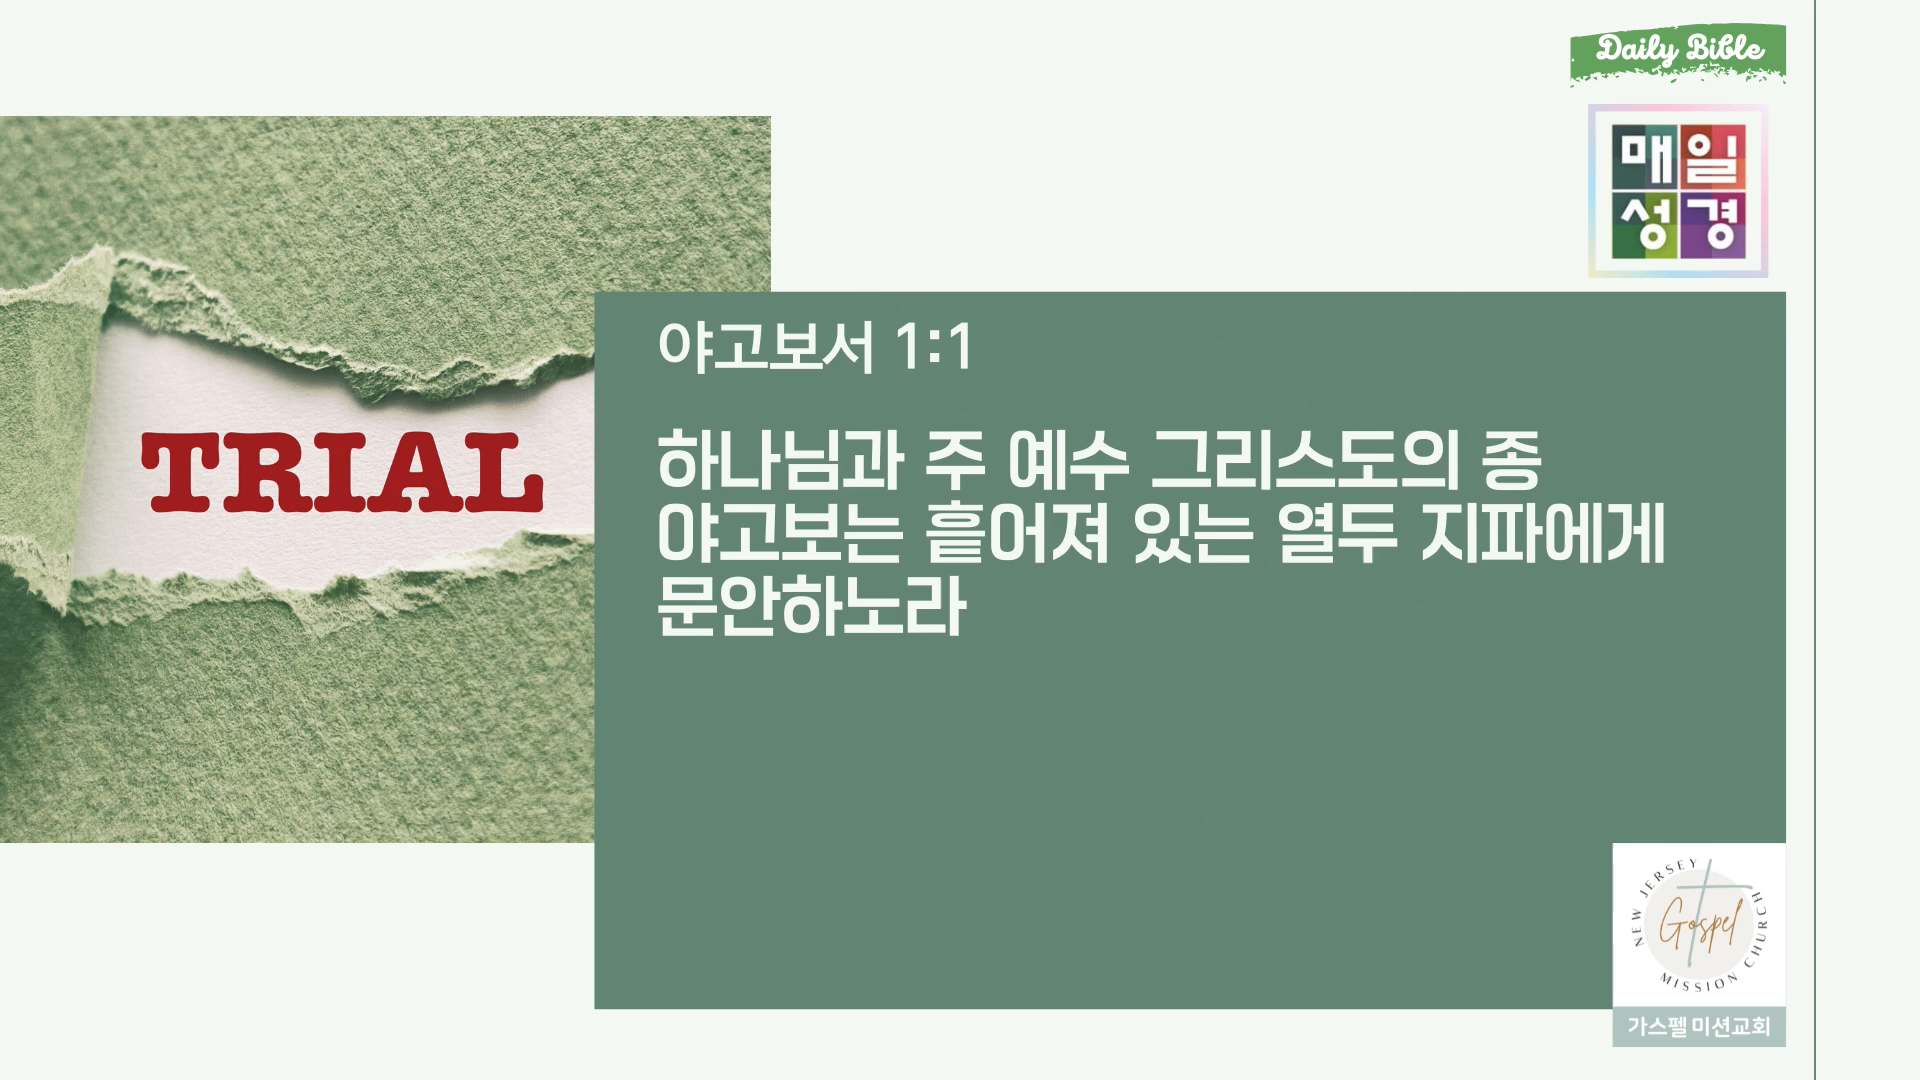 Daily Bible
매일
성경
TRIAL
야고보서 1:1
하나님과 주 예수 그리스도의 종
야고보는 흩어져 있는 열두 지파에게
문안하노라
NEW JERSEY
Gospel
MISSION CHURCH
가스펠 미션교회